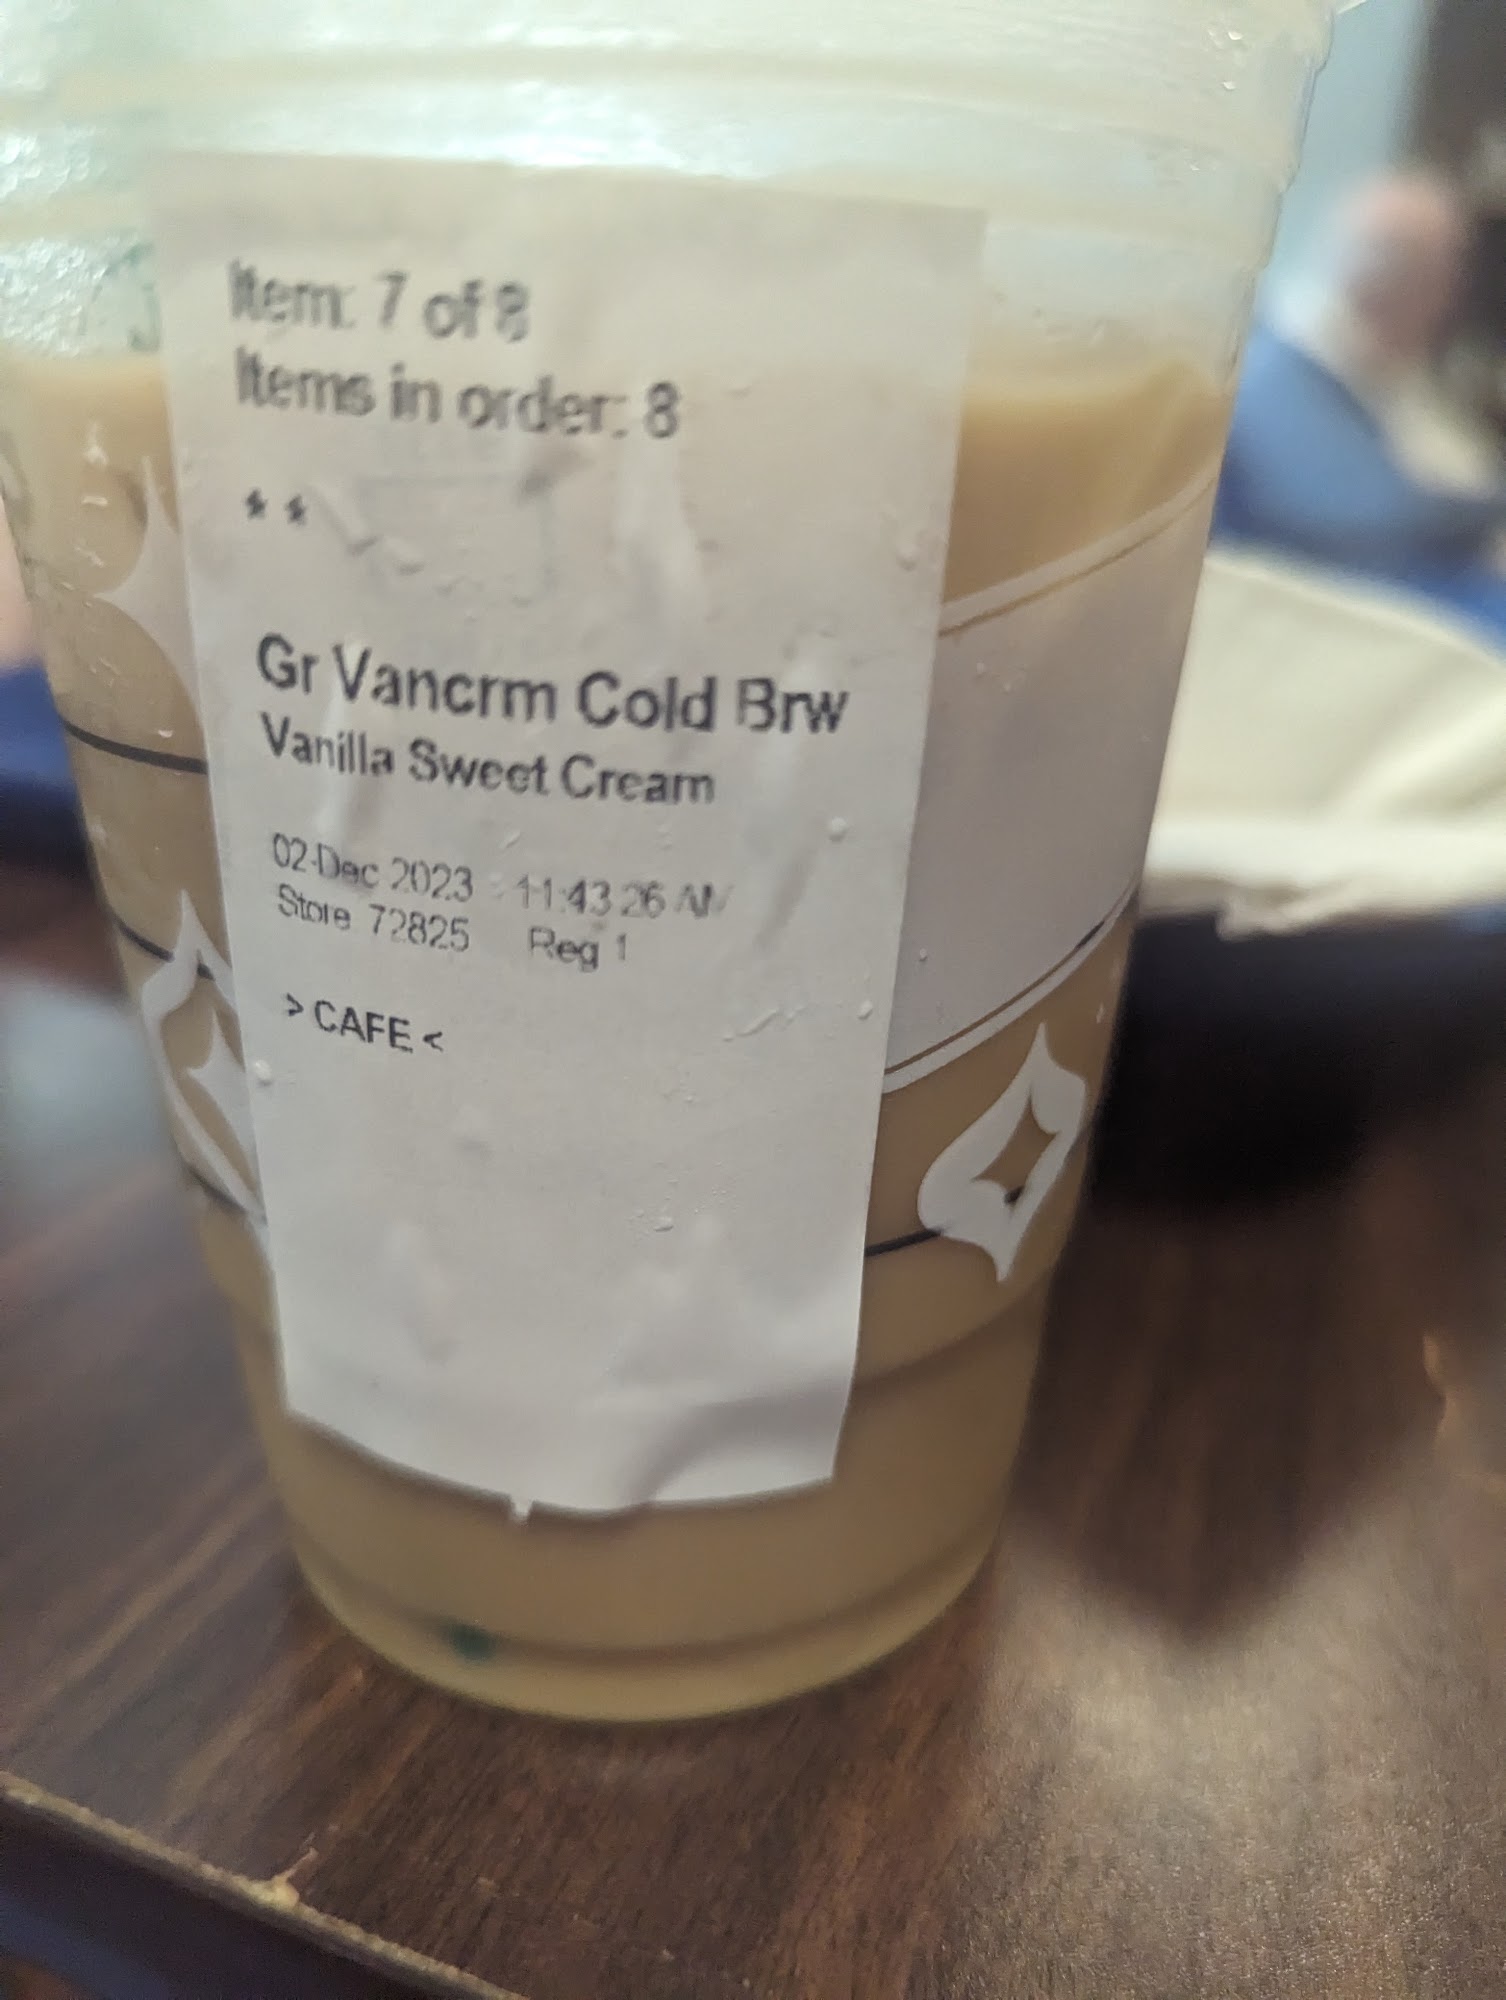 Item: 7 of 8
Items in order: 8
* *
Gr Vancrm Cold Brw
Vanilla Sweet Cream
02-Dec 2023 11:43:26 AM
Store 72825 Reg 1
> CAFE <